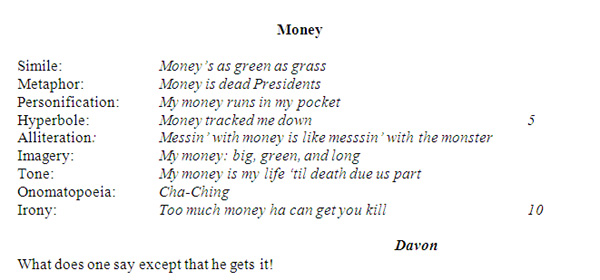 Money
Simile: Money's as green as grass
Metaphor: Money is dead Presidents
Personification: My money runs in my pocket
Hyperbole: Money tracked me down 5
Alliteration: Messin' with money is like messsin' with the monster
Imagery: My money: big, green, and long
Tone: My money is my life 'til death due us part
Onomatopoeia: Cha-Ching
Irony: Too much money ha can get you kill 10
Davon
What does one say except that he gets it!